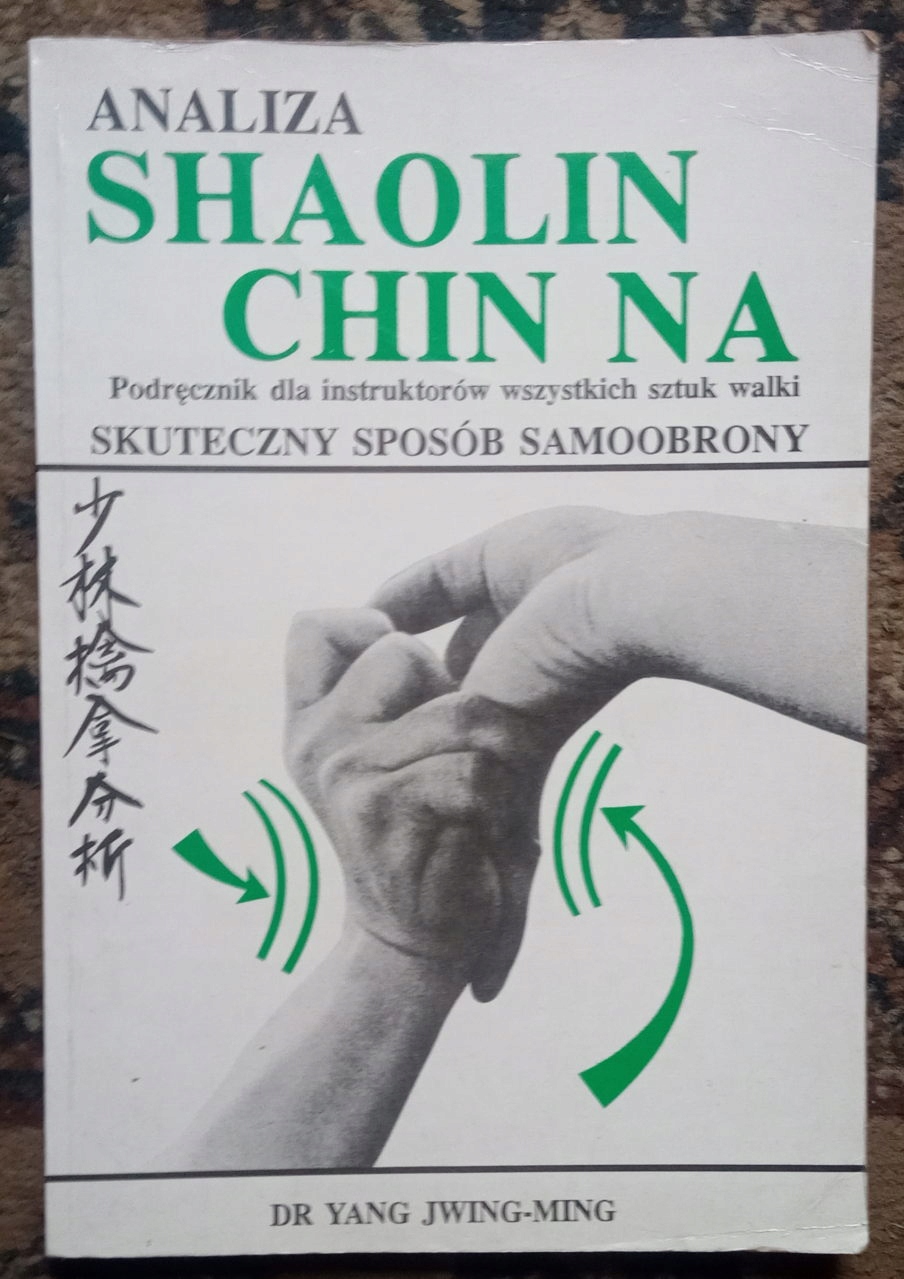 ANALIZA
SHAOLIN
CHIN NA
Podręcznik dla instruktorów wszystkich sztuk walki
SKUTECZNY SPOSÓB SAMOOBRONY
少林擒拿分析
DR YANG JWING-MING